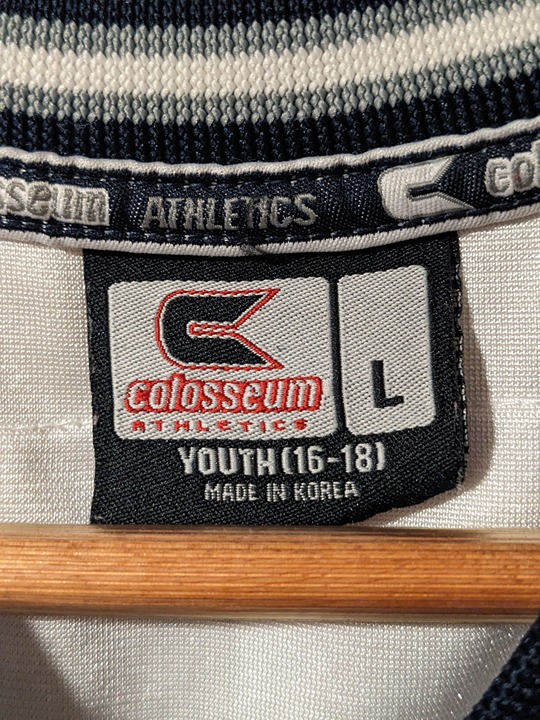 colosseum ATHLETICS
colosseum
ATHLETICS
L
YOUTH (16-18)
MADE IN KOREA